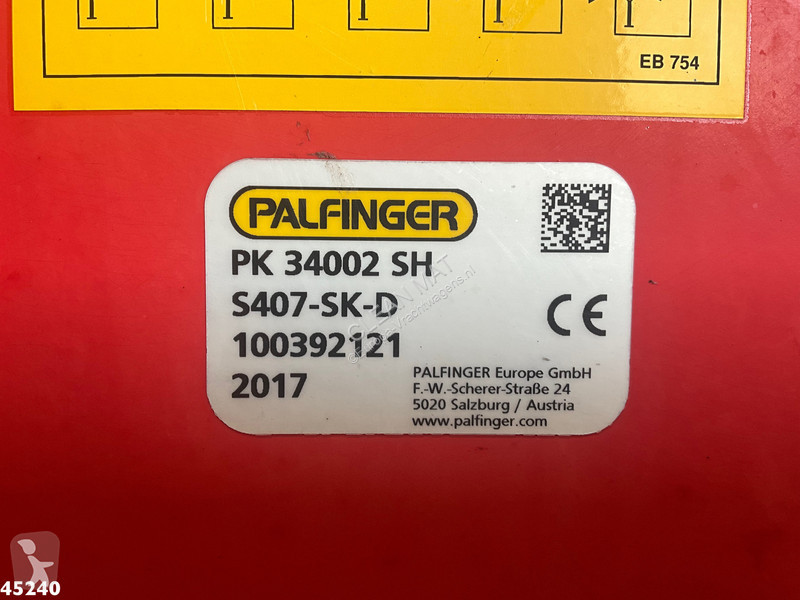 EB 754
PALFINGER
PK 34002 SH
S407-SK-D
100392121
2017
PALFINGER Europe GmbH
F.-W.-Scherer-Straße 24
5020 Salzburg / Austria
www.palfinger.com
45240